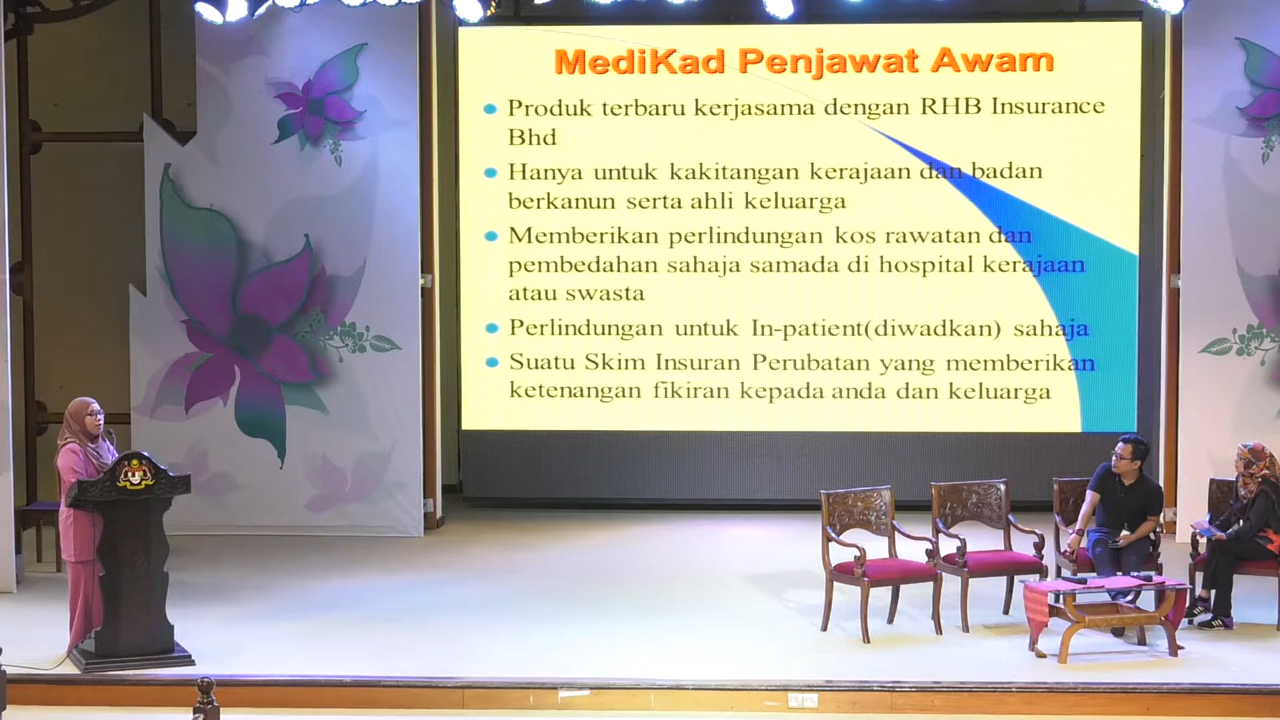 MediKad Penjawat Awam
Produk terbaru kerjasama dengan RHB Insurance
Bhd
Hanya untuk kakitangan kerajaan dan badan
berkanun serta ahli keluarga
Memberikan perlindungan kos rawatan dan
pembedahan sahaja samada di hospital kerajaan
atau swasta
Perlindungan untuk In-patient(diwadkan) sahaja
Suatu Skim Insuran Perubatan yang memberikan
ketenangan fikiran kepada anda dan keluarga